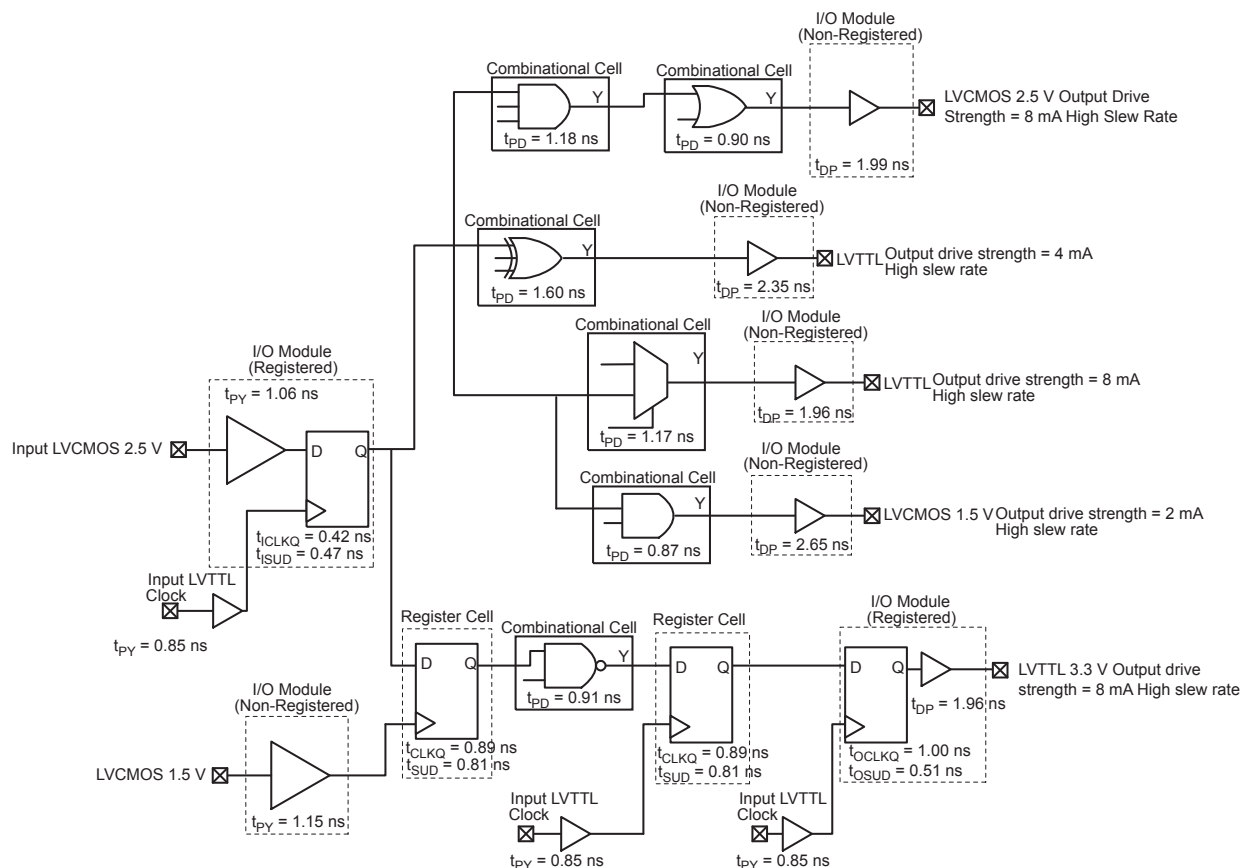 I/O Module
(Non-Registered)
Combinational Cell
Combinational Cell
Y
Y
LVCMOS 2.5 V Output Drive
Strength = 8 mA High Slew Rate
tPD = 1.18 ns
tPD = 0.90 ns
tDP = 1.99 ns
I/O Module
(Non-Registered)
Combinational Cell
Y
LVTTL Output drive strength = 4 mA
High slew rate
tPD = 1.60 ns
tDP = 2.35 ns
Combinational Cell
I/O Module
(Non-Registered)
Y
LVTTL Output drive strength = 8 mA
High slew rate
tPD = 1.17 ns
tDP = 1.96 ns
I/O Module
(Registered)
tPY = 1.06 ns
Input LVCMOS 2.5 V
D
Q
tICLKQ = 0.42 ns
tISUD = 0.47 ns
I/O Module
(Non-Registered)
Combinational Cell
Y
LVCMOS 1.5 V Output drive strength = 2 mA
High slew rate
tPD = 0.87 ns
tDP = 2.65 ns
Input LVTTL
Clock
tPY = 0.85 ns
Register Cell
D
Q
tCLKQ = 0.89 ns
tSUD = 0.81 ns
Combinational Cell
Y
tPD = 0.91 ns
Register Cell
D
Q
tCLKQ = 0.89 ns
tSUD = 0.81 ns
I/O Module
(Registered)
D
Q
tDP = 1.96 ns
tOCLKQ = 1.00 ns
tOSUD = 0.51 ns
LVTTL 3.3 V Output drive
strength = 8 mA High slew rate
I/O Module
(Non-Registered)
LVCMOS 1.5 V
tPY = 1.15 ns
Input LVTTL
Clock
tPY = 0.85 ns
Input LVTTL
Clock
tPY = 0.85 ns